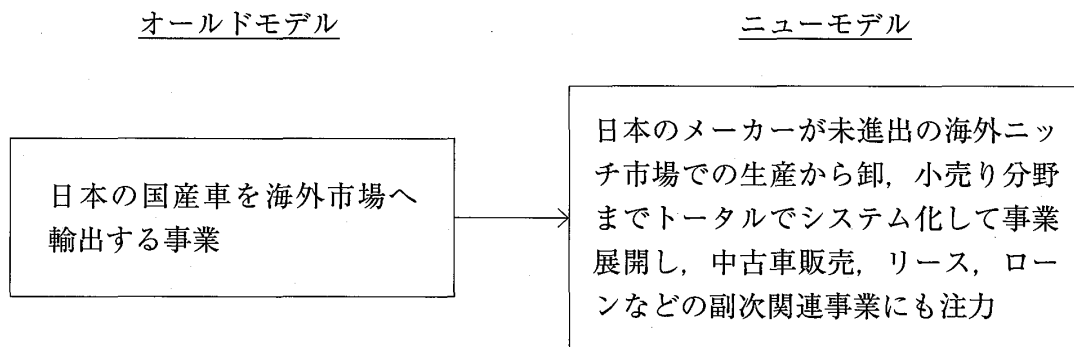 オールドモデル
ニューモデル
日本の国産車を海外市場へ
輸出する事業
日本のメーカーが未進出の海外ニッ
チ市場での生産から卸，小売り分野
までトータルでシステム化して事業
展開し，中古車販売，リース，ロー
ンなどの副次関連事業にも注力